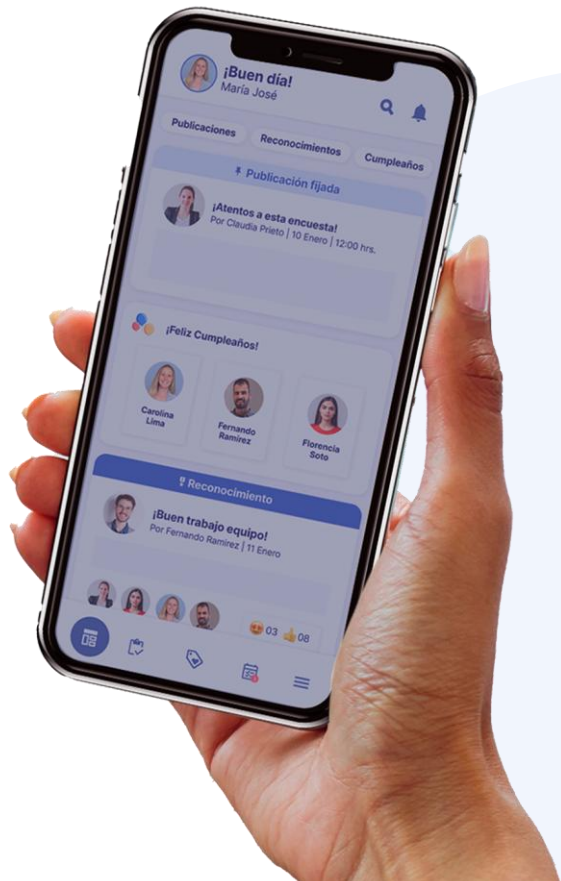 ¡Buen día!
María José
Publicaciones
Reconocimientos
Cumpleaños
Publicación fijada
¡Atentos a esta encuesta!
Por Claudia Prieto | 10 Enero | 12:00 hrs.
¡Feliz Cumpleaños!
Carolina
Lima
Fernando
Ramírez
Florencia
Soto
Reconocimiento
¡Buen trabajo equipo!
Por Fernando Ramirez | 11 Enero
03
08